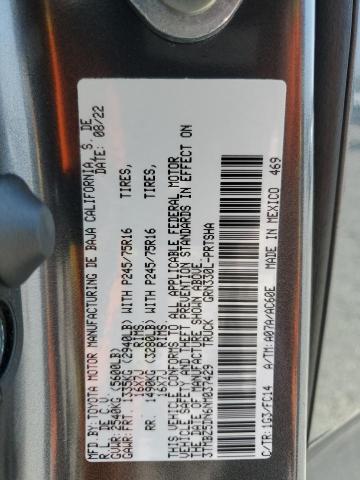 MFD.BY:TOYOTA MOTOR MANUFACTURING DE BAJA CALIFORNIA, S. DE
R.L. DE C.V. DATE: 08/22
GVWR: 2540KG (5600LB)
GAWR:FRT. 1335KG (2940LB) WITH P245/75R16 TIRES,
16X7J RIMS
RR. 1490KG (3280LB) WITH P245/75R16 TIRES,
16X7J RIMS
THIS VEHICLE CONFORMS TO ALL APPLICABLE FEDERAL MOTOR
VEHICLE SAFETY AND THEFT PREVENTION STANDARDS IN EFFECT ON
THE DATE OF MANUFACTURE SHOWN ABOVE.
3TMBZ5DN6NM037429 TRUCK GRN330L-PRTSHA
C/TR:1G3/FC14 A/TM:A07A/AC60E MADE IN MEXICO 469